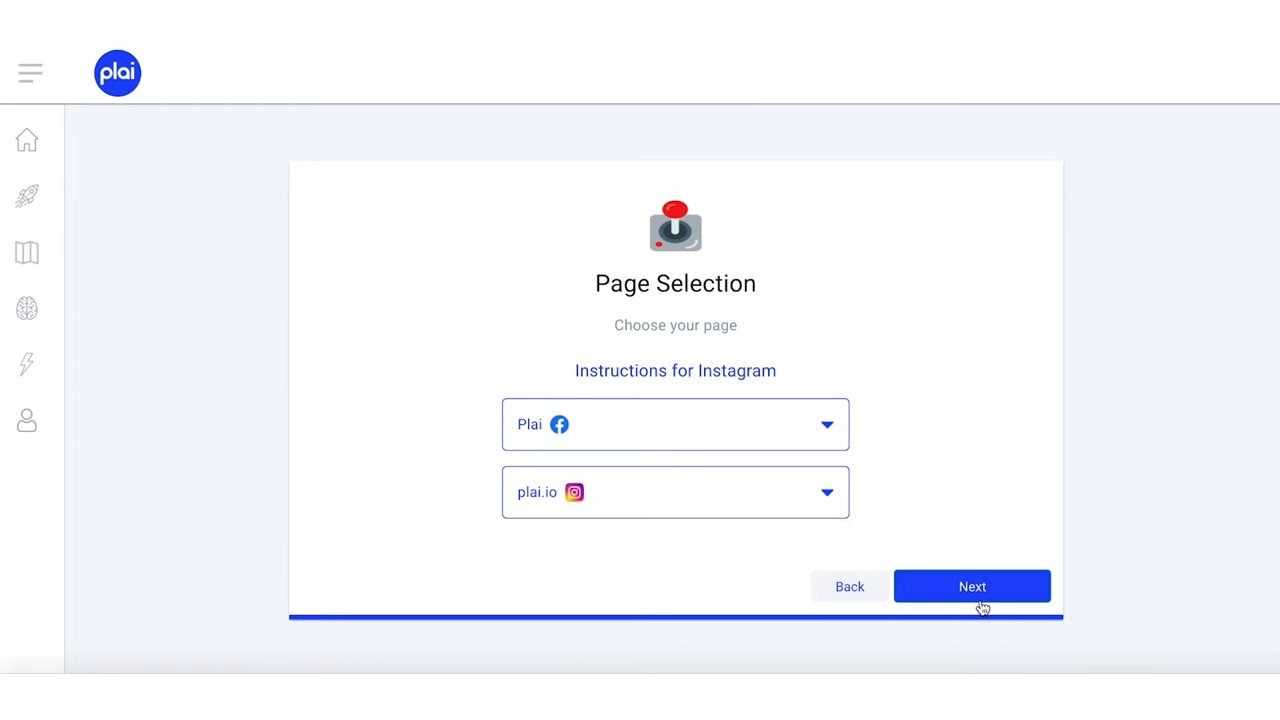 plai
Page Selection
Choose your page
Instructions for Instagram
Plai
plai.io
Back
Next